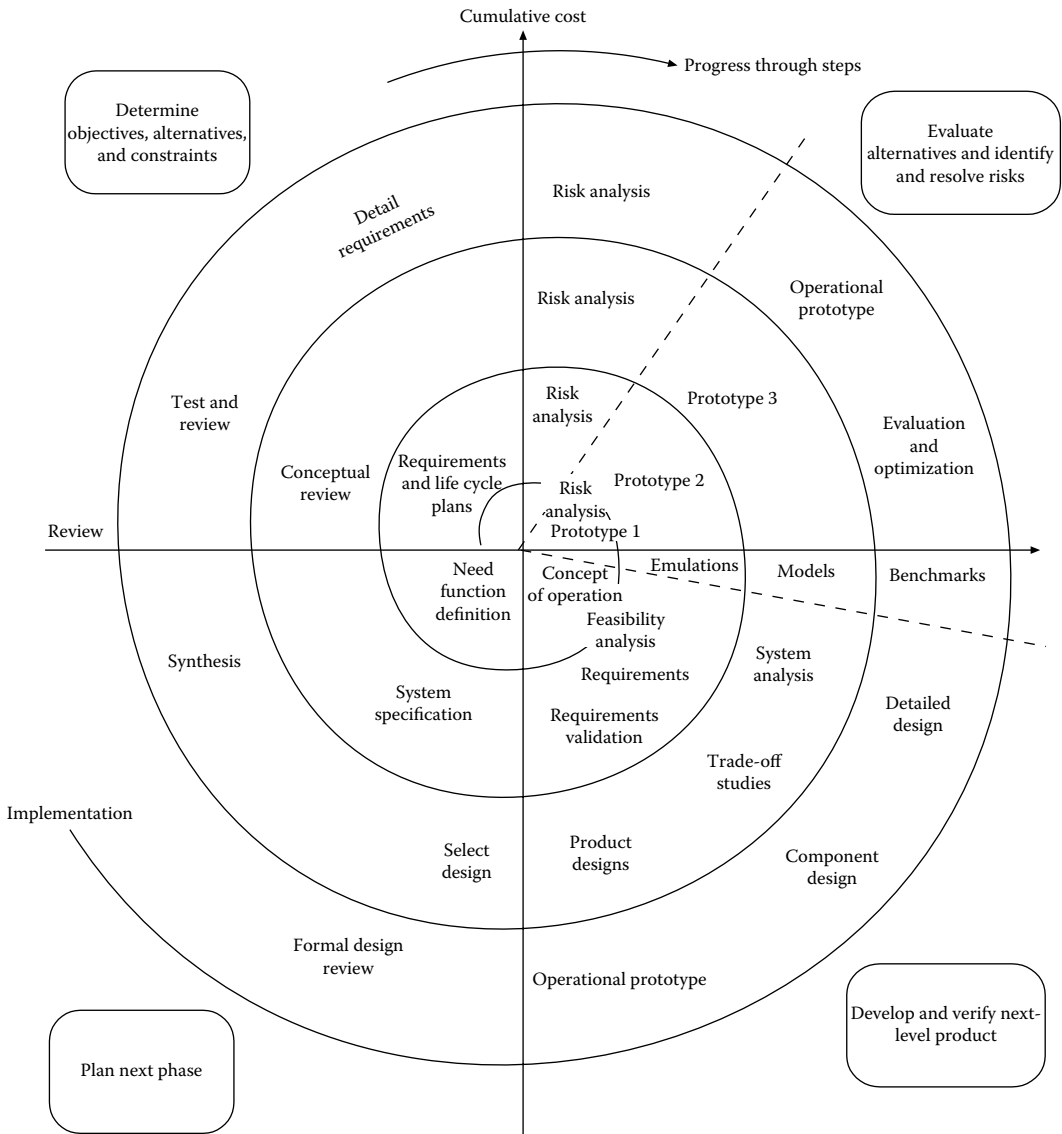 Cumulative cost
Progress through steps
Determine
objectives, alternatives,
and constraints
Evaluate
alternatives and identify
and resolve risks
Detail
requirements
Risk analysis
Risk analysis
Operational
prototype
Test and
review
Risk
analysis
Prototype 3
Evaluation
and
optimization
Conceptual
review
Requirements
and life cycle
plans
Risk
analysis
Prototype 2
Prototype 1
Review
Need
function
definition
Concept
of operation
Emulations
Models
Benchmarks
Feasibility
analysis
Synthesis
System
specification
Requirements
System
analysis
Requirements
validation
Detailed
design
Trade-off
studies
Implementation
Select
design
Product
designs
Component
design
Formal design
review
Operational prototype
Plan next phase
Develop and verify next-
level product